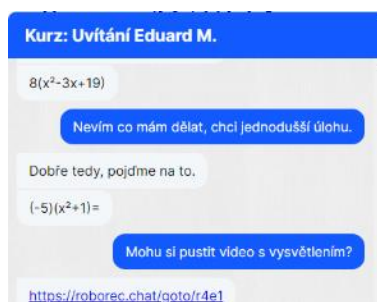 Kurz: Uvítání Eduard M.
8(x²-3x+19)
Nevím co mám dělat, chci jednodušší úlohu.
Dobře tedy, pojďme na to.
(-5)(x²+1)=
Mohu si pustit video s vysvětlením?
https://roborec.chat/goto/r4e1